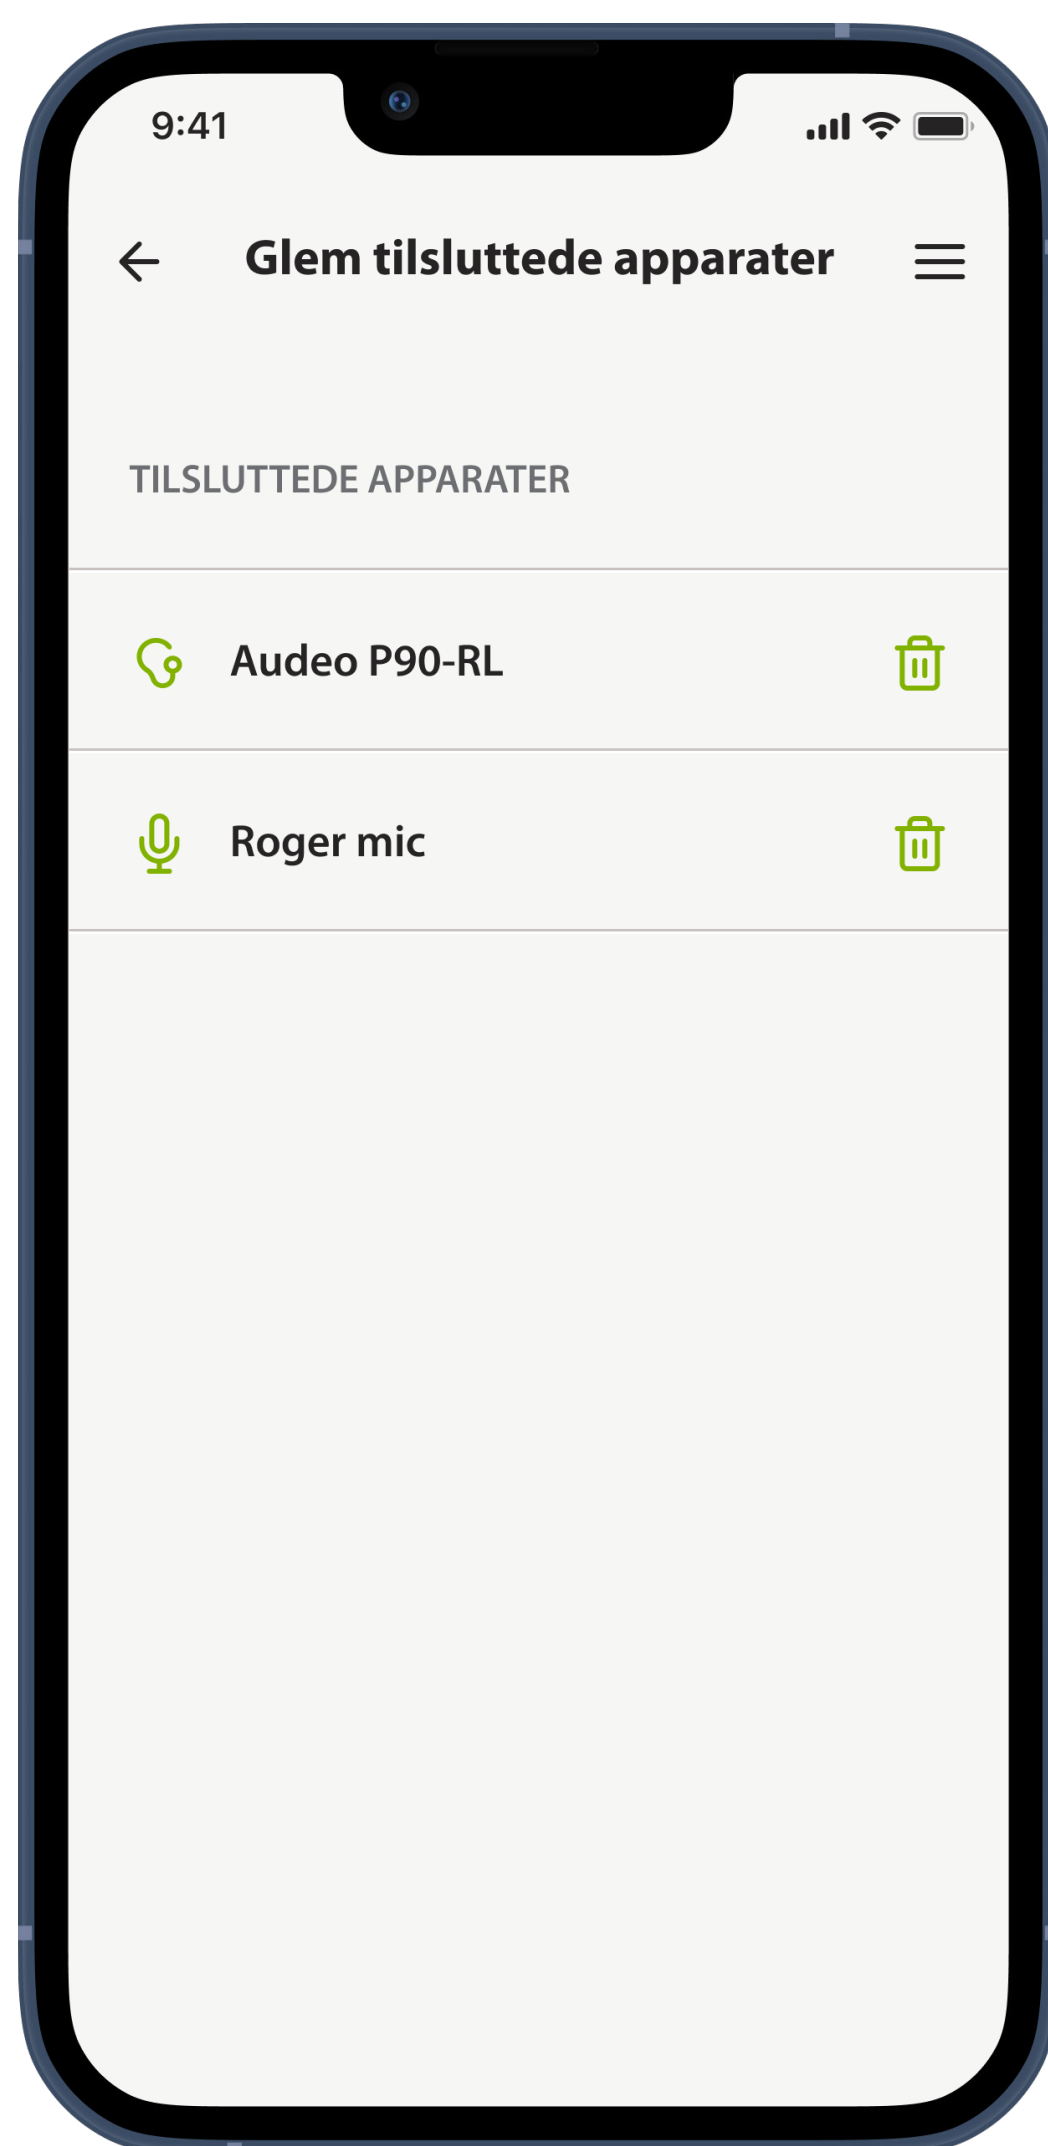 9:41
Glem tilsluttede apparater
TILSLUTTEDE APPARATER
Audeo P90-RL
Roger mic